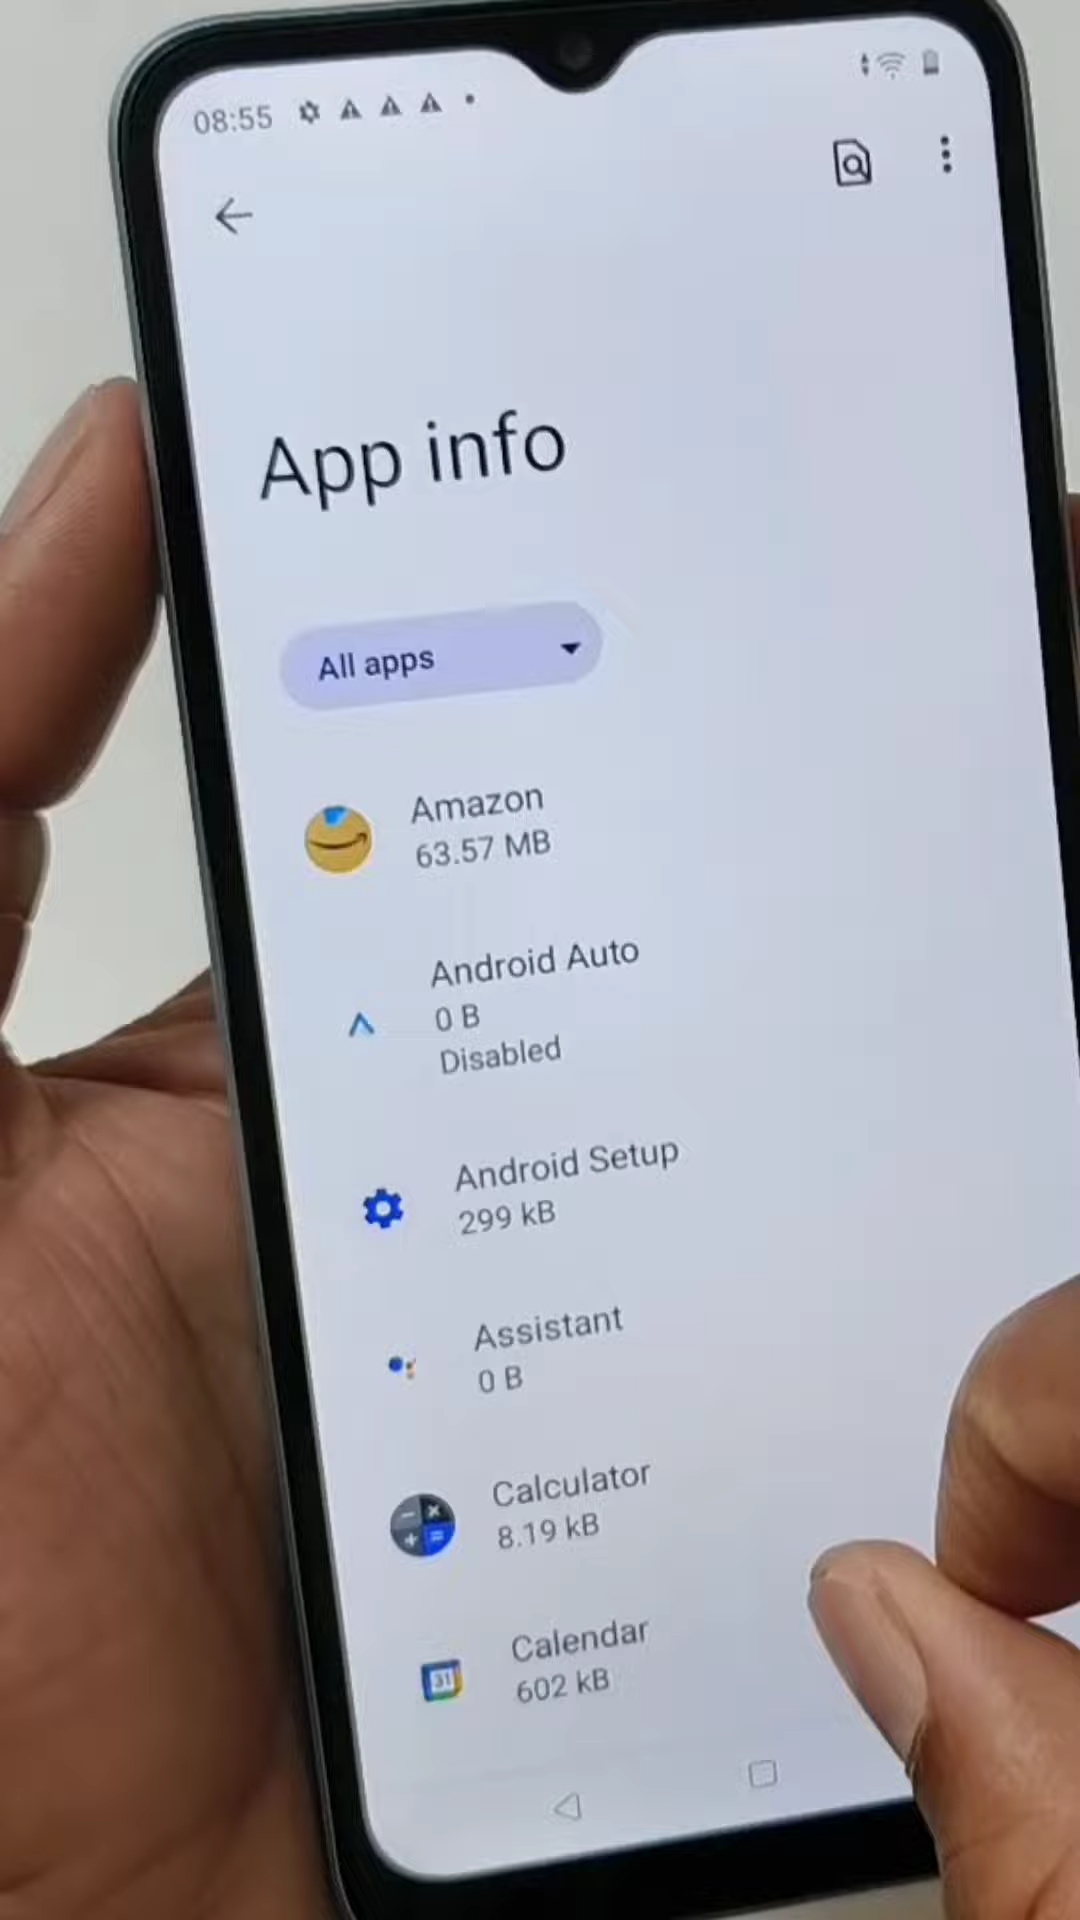 08:55
App info
All apps
Amazon
63.57 MB
Android Auto
0 B
Disabled
Android Setup
299 kB
Assistant
0 B
Calculator
8.19 kB
Calendar
31
602 kB